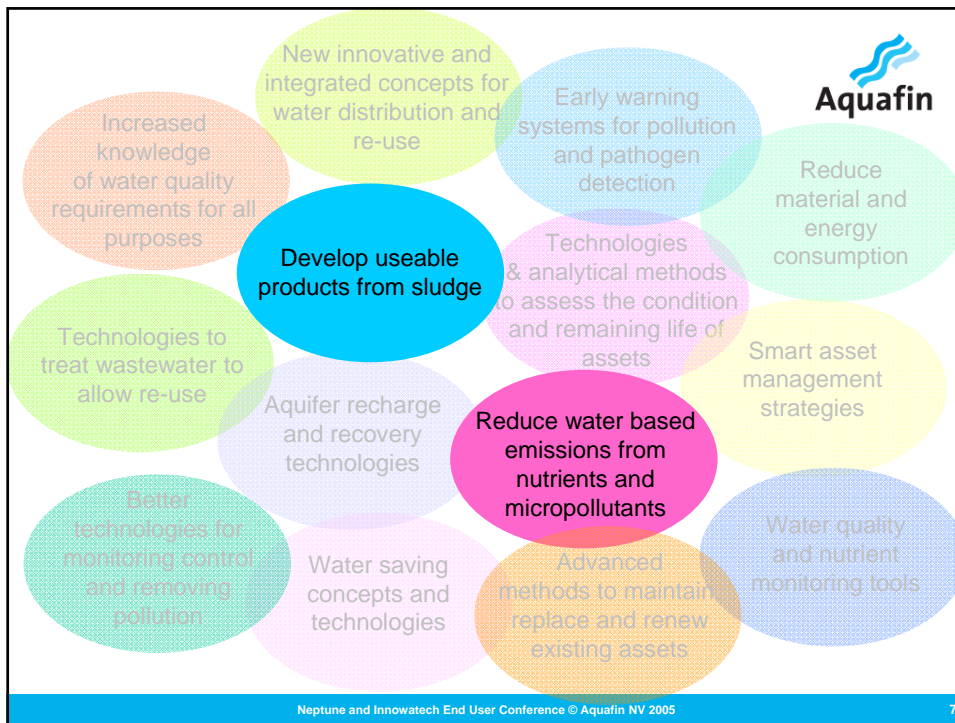 New innovative and
integrated concepts for
water distribution and
re-use
Early warning
systems for pollution
and pathogen
detection
Aquafin
Increased
knowledge
of water quality
requirements for all
purposes
Reduce
material and
energy
consumption
Develop useable
products from sludge
Technologies
& analytical methods
to assess the condition
and remaining life of
assets
Technologies to
treat wastewater to
allow re-use
Smart asset
management
strategies
Aquifer recharge
and recovery
technologies
Reduce water based
emissions from
nutrients and
micropollutants
Better
technologies for
monitoring control
and removing
pollution
Water saving
concepts and
technologies
Advanced
methods to maintain,
replace and renew
existing assets
Water quality
and nutrient
monitoring tools
Neptune and Innowatech End User Conference © Aquafin NV 2005
7